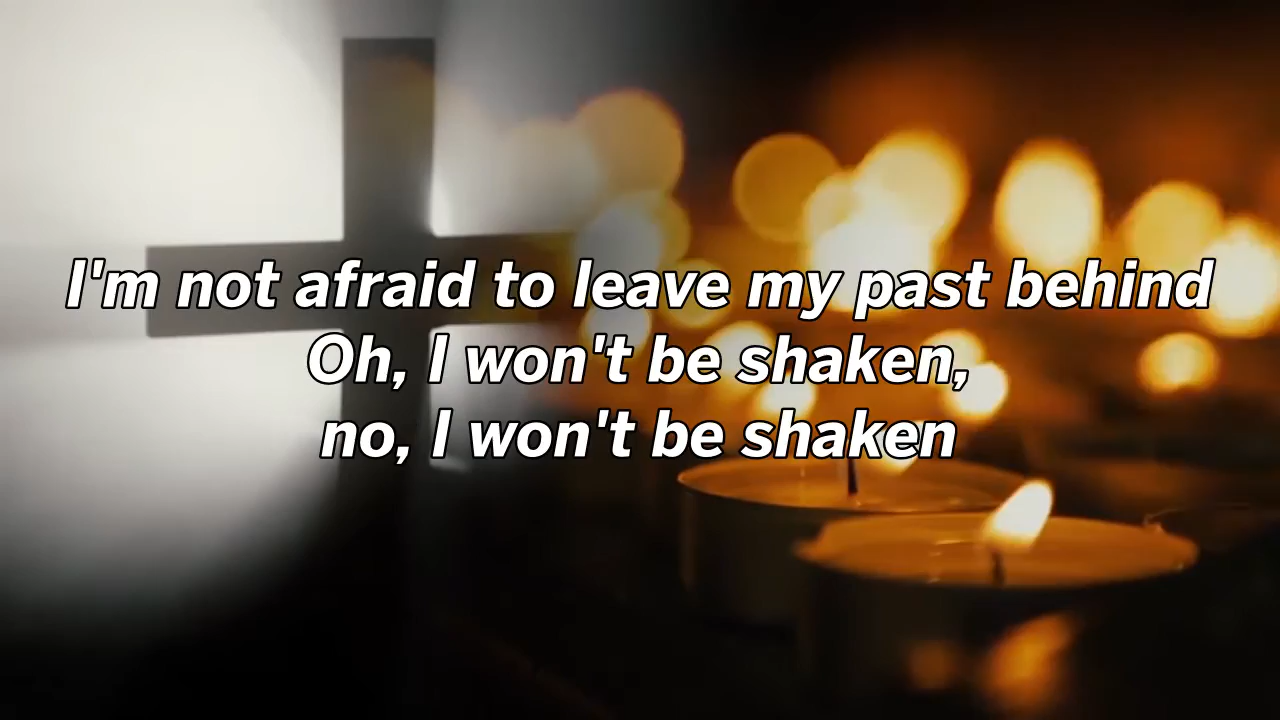 I'm not afraid to leave my past behind
Oh, I won't be shaken,
no, I won't be shaken